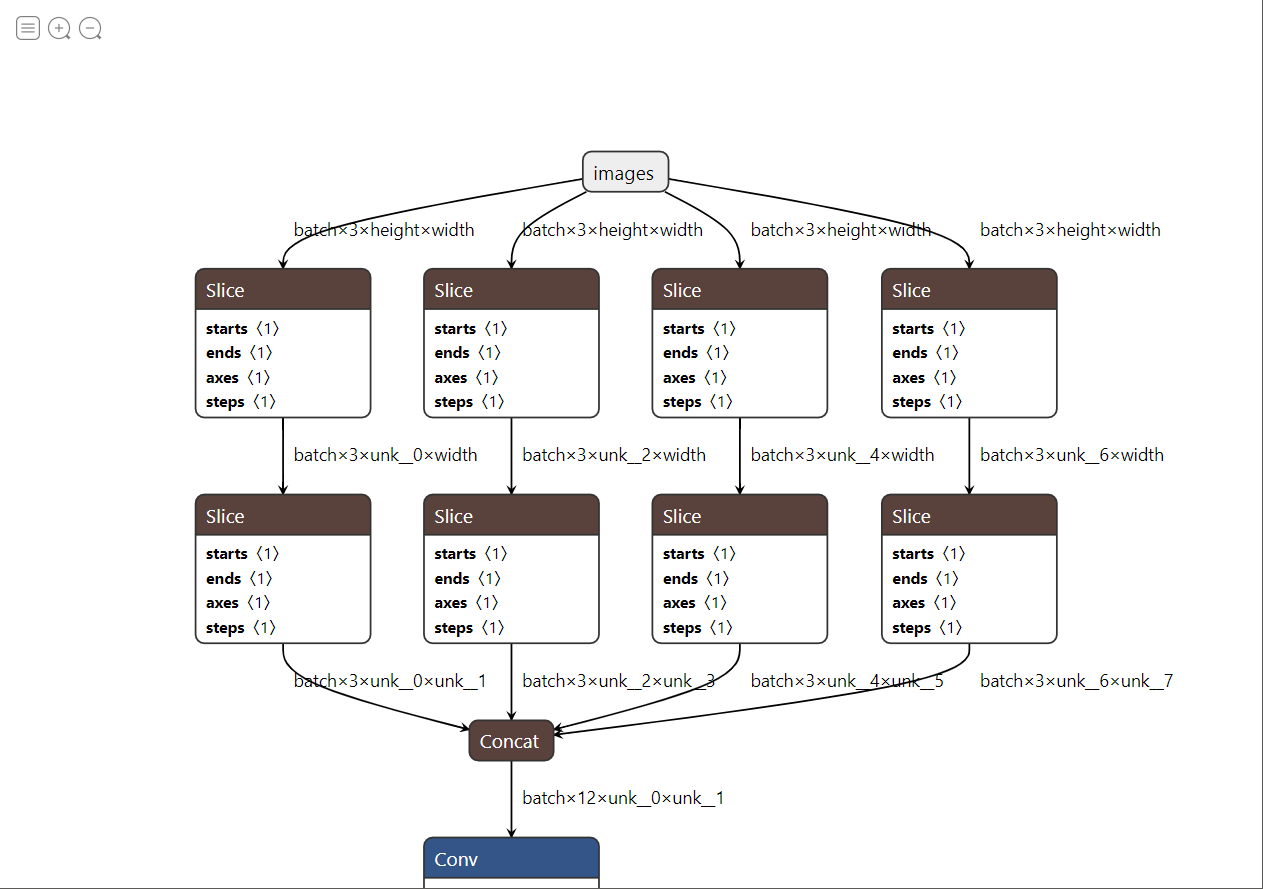 images
batch×3×height×width
batch×3×height×width
batch×3×height×width
batch×3×height×width
Slice
starts 〈1〉
ends 〈1〉
axes 〈1〉
steps 〈1〉
Slice
starts 〈1〉
ends 〈1〉
axes 〈1〉
steps 〈1〉
Slice
starts 〈1〉
ends 〈1〉
axes 〈1〉
steps 〈1〉
Slice
starts 〈1〉
ends 〈1〉
axes 〈1〉
steps 〈1〉
batch×3×unk__0×width
batch×3×unk__2×width
batch×3×unk__4×width
batch×3×unk__6×width
Slice
starts 〈1〉
ends 〈1〉
axes 〈1〉
steps 〈1〉
Slice
starts 〈1〉
ends 〈1〉
axes 〈1〉
steps 〈1〉
Slice
starts 〈1〉
ends 〈1〉
axes 〈1〉
steps 〈1〉
Slice
starts 〈1〉
ends 〈1〉
axes 〈1〉
steps 〈1〉
batch×3×unk__0×unk__1
batch×3×unk__2×unk__3
batch×3×unk__4×unk__5
batch×3×unk__6×unk__7
Concat
batch×12×unk__0×unk__1
Conv